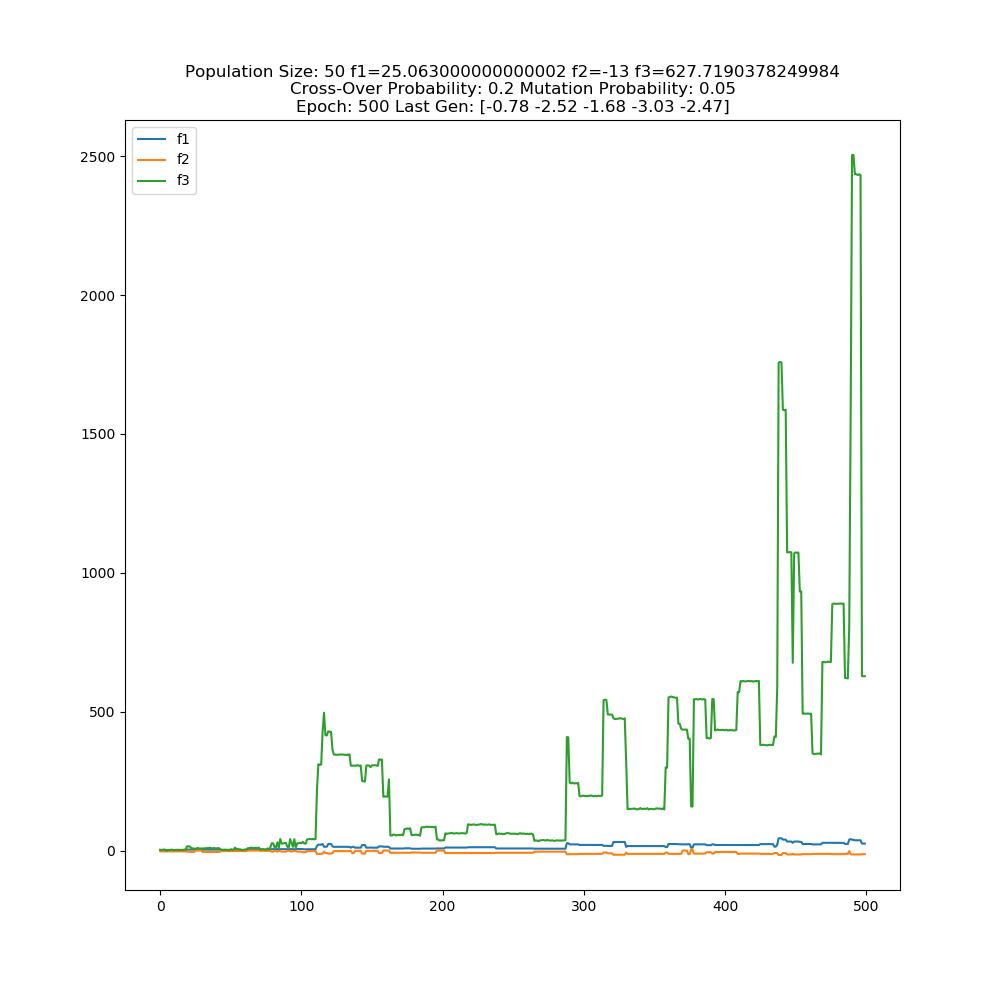 Population Size: 50 f1=25.063000000000002 f2=-13 f3=627.7190378249984
Cross-Over Probability: 0.2 Mutation Probability: 0.05
Epoch: 500 Last Gen: [-0.78 -2.52 -1.68 -3.03 -2.47]
f1
f2
f3
2500
2000
1500
1000
500
0
0
100
200
300
400
500